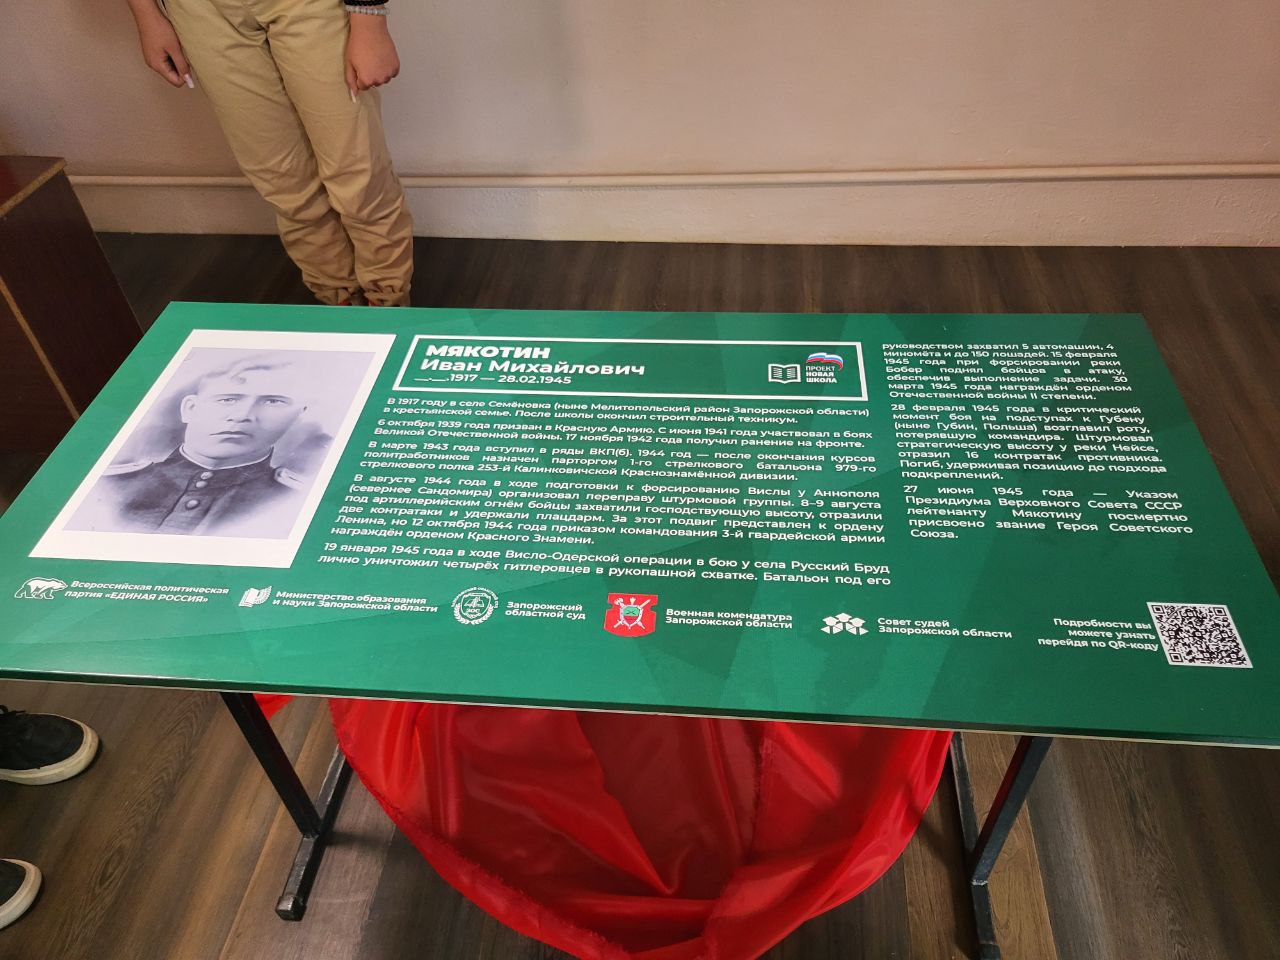 МЯКОТИН
Иван Михайлович
__.__.1917 — 28.02.1945
ПРОЕКТ
НОВАЯ
ШКОЛА
В 1917 году в селе Семёновка (ныне Мелитопольский район Запорожской области)
в крестьянской семье. После школы окончил строительный техникум.
6 октября 1939 года призван в Красную Армию. С июня 1941 года участвовал в боях
Великой Отечественной войны. 17 ноября 1942 года получил ранение на фронте.
В марте 1943 года вступил в ряды ВКП(б). 1944 год — после окончания курсов
политработников назначен парторгом 1-го стрелкового батальона 979-го
стрелкового полка 253-й Калинковичской Краснознамённой дивизии.
В августе 1944 года в ходе подготовки к форсированию Вислы у Аннополя
(севернее Сандомира) организовал переправу штурмовой группы. 8–9 августа
под артиллерийским огнём бойцы захватили господствующую высоту, отразили
две контратаки и удержали плацдарм. За этот подвиг представлен к ордену
Ленина, но 12 октября 1944 года приказом командования 3-й гвардейской армии
награждён орденом Красного Знамени.
19 января 1945 года в ходе Висло-Одерской операции в бою у села Русский Бруд
лично уничтожил четырёх гитлеровцев в рукопашной схватке. Батальон под его
руководством захватил 5 автомашин, 4
миномёта и до 150 лошадей. 15 февраля
1945 года при форсировании реки
Бобер поднял бойцов в атаку,
обеспечив выполнение задачи. 30
марта 1945 года награждён орденом
Отечественной войны II степени.
28 февраля 1945 года в критический
момент боя на подступах к Губену
(ныне Губин, Польша) возглавил роту,
потерявшую командира. Штурмовал
стратегическую высоту у реки Нейсе,
отразил 16 контратак противника.
Погиб, удерживая позицию до подхода
подкреплений.
27 июня 1945 года — Указом
Президиума Верховного Совета СССР
лейтенанту Мякотину посмертно
присвоено звание Героя Советского
Союза.
Всероссийская политическая
партия «ЕДИНАЯ РОССИЯ»
Министерство образования
и науки Запорожской области
Запорожский
областной суд
Военная комендатура
Запорожской области
Совет судей
Запорожской области
Подробности вы
можете узнать
перейдя по QR-коду